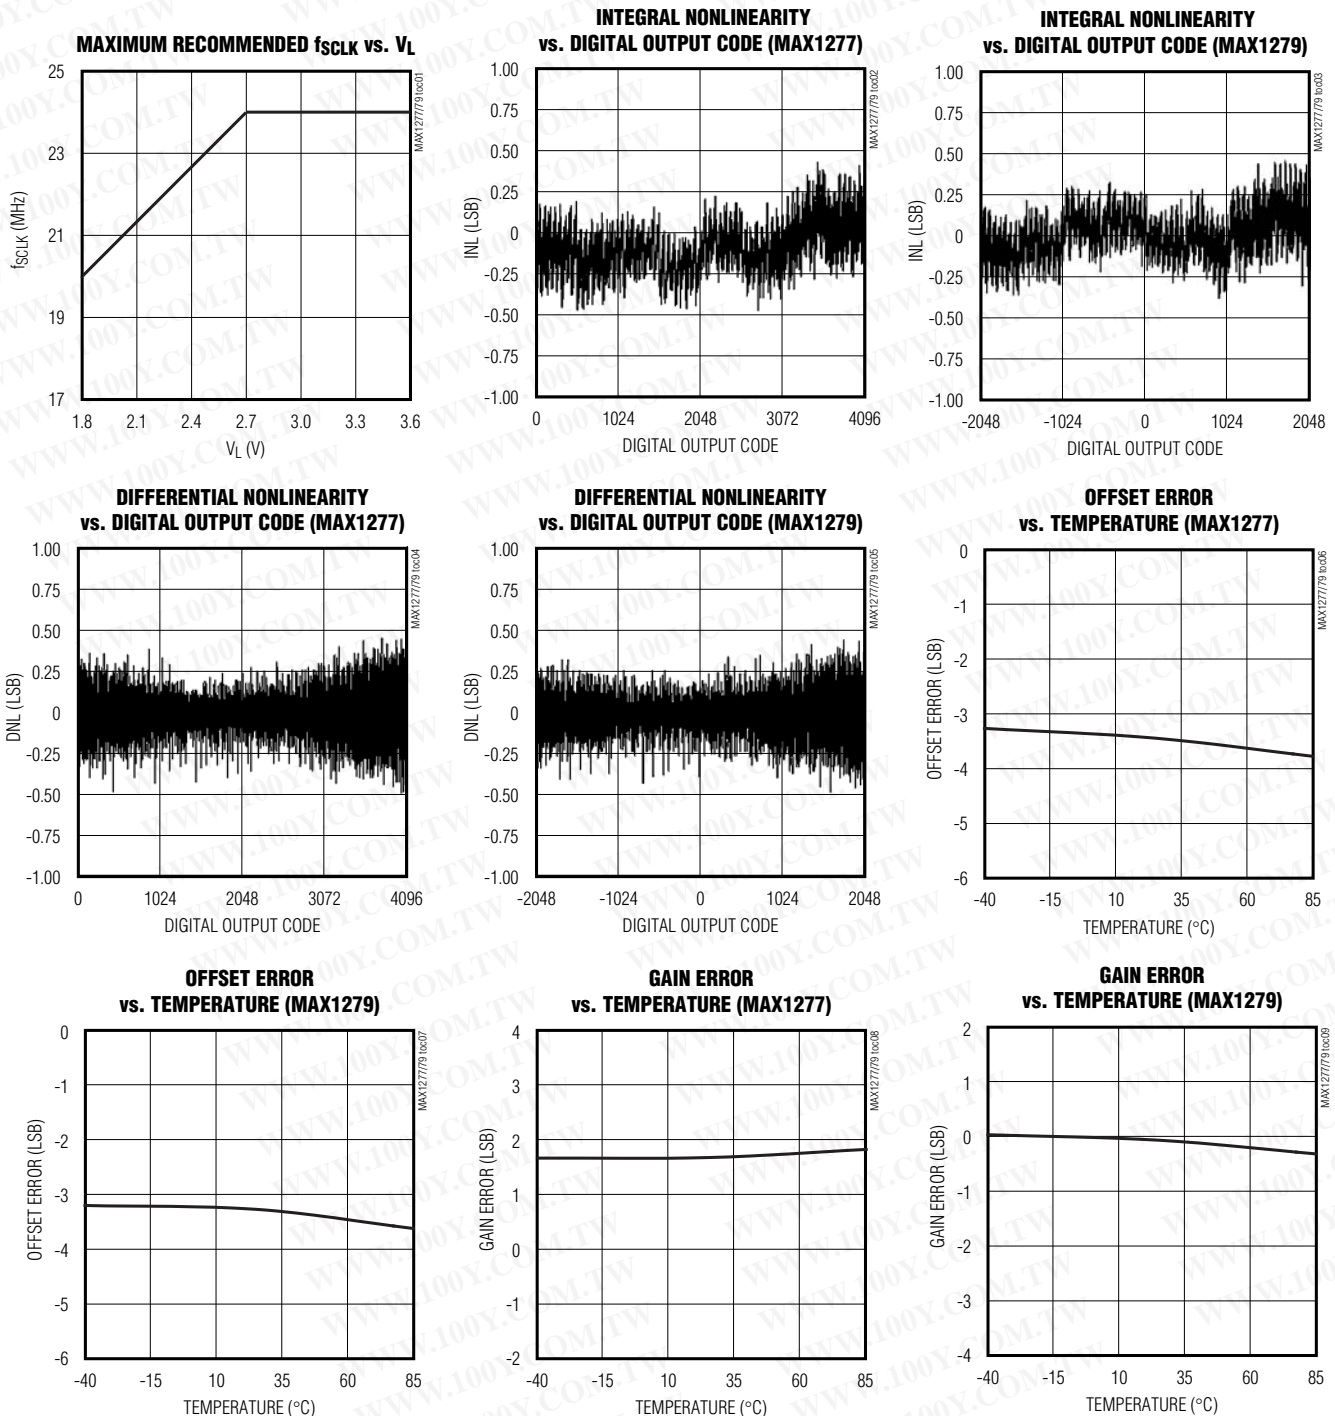 MAXIMUM RECOMMENDED fSCLK vs. VL
25
23
21
19
17
fSCLK (MHz)
1.8 2.1 2.4 2.7 3.0 3.3 3.6
VL (V)
MAX1277/79 toc01
INTEGRAL NONLINEARITY
vs. DIGITAL OUTPUT CODE (MAX1277)
1.00
0.75
0.50
0.25
0
-0.25
-0.50
-0.75
-1.00
INL (LSB)
0 1024 2048 3072 4096
DIGITAL OUTPUT CODE
MAX1277/79 toc02
INTEGRAL NONLINEARITY
vs. DIGITAL OUTPUT CODE (MAX1279)
1.00
0.75
0.50
0.25
0
-0.25
-0.50
-0.75
-1.00
INL (LSB)
-2048 -1024 0 1024 2048
DIGITAL OUTPUT CODE
MAX1277/79 toc03
DIFFERENTIAL NONLINEARITY
vs. DIGITAL OUTPUT CODE (MAX1277)
1.00
0.75
0.50
0.25
0
-0.25
-0.50
-0.75
-1.00
DNL (LSB)
0 1024 2048 3072 4096
DIGITAL OUTPUT CODE
MAX1277/79 toc04
DIFFERENTIAL NONLINEARITY
vs. DIGITAL OUTPUT CODE (MAX1279)
1.00
0.75
0.50
0.25
0
-0.25
-0.50
-0.75
-1.00
DNL (LSB)
-2048 -1024 0 1024 2048
DIGITAL OUTPUT CODE
MAX1277/79 toc05
OFFSET ERROR
vs. TEMPERATURE (MAX1277)
0
-1
-2
-3
-4
-5
-6
OFFSET ERROR (LSB)
-40 -15 10 35 60 85
TEMPERATURE (°C)
MAX1277/79 toc06
OFFSET ERROR
vs. TEMPERATURE (MAX1279)
0
-1
-2
-3
-4
-5
-6
OFFSET ERROR (LSB)
-40 -15 10 35 60 85
TEMPERATURE (°C)
MAX1277/79 toc07
GAIN ERROR
vs. TEMPERATURE (MAX1277)
4
3
2
1
0
-1
-2
GAIN ERROR (LSB)
-40 -15 10 35 60 85
TEMPERATURE (°C)
MAX1277/79 toc08
GAIN ERROR
vs. TEMPERATURE (MAX1279)
2
1
0
-1
-2
-3
-4
GAIN ERROR (LSB)
-40 -15 10 35 60 85
TEMPERATURE (°C)
MAX1277/79 toc09
WWW.100Y.COM.TW